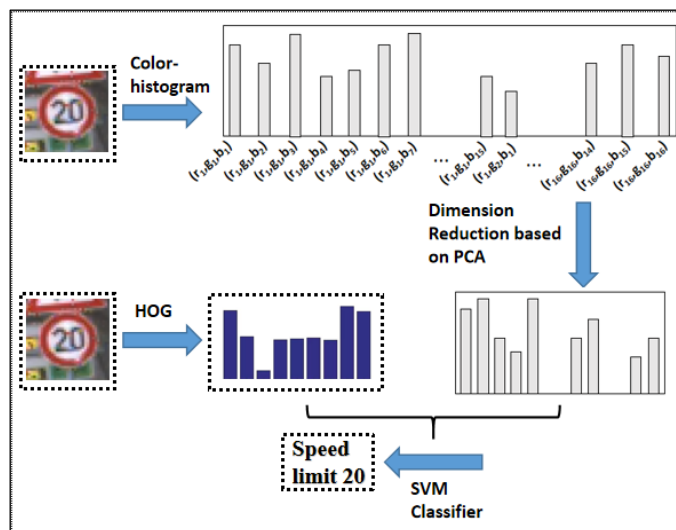 20
Color-
histogram
(r₁,g₁,b₁)
(r₁,g₁,b₂)
(r₁,g₁,b₃)
(r₁,g₁,b₄)
(r₁,g₁,b₅)
(r₁,g₁,b₆)
(r₁,g₁,b₇)
...
(r₁,g₁,b₁₅)
(r₁,g₂,b₁)
...
(r₁₆,g₁₆,b₁₄)
(r₁₆,g₁₆,b₁₅)
(r₁₆,g₁₆,b₁₆)
Dimension
Reduction based
on PCA
20
HOG
Speed
limit 20
SVM
Classifier